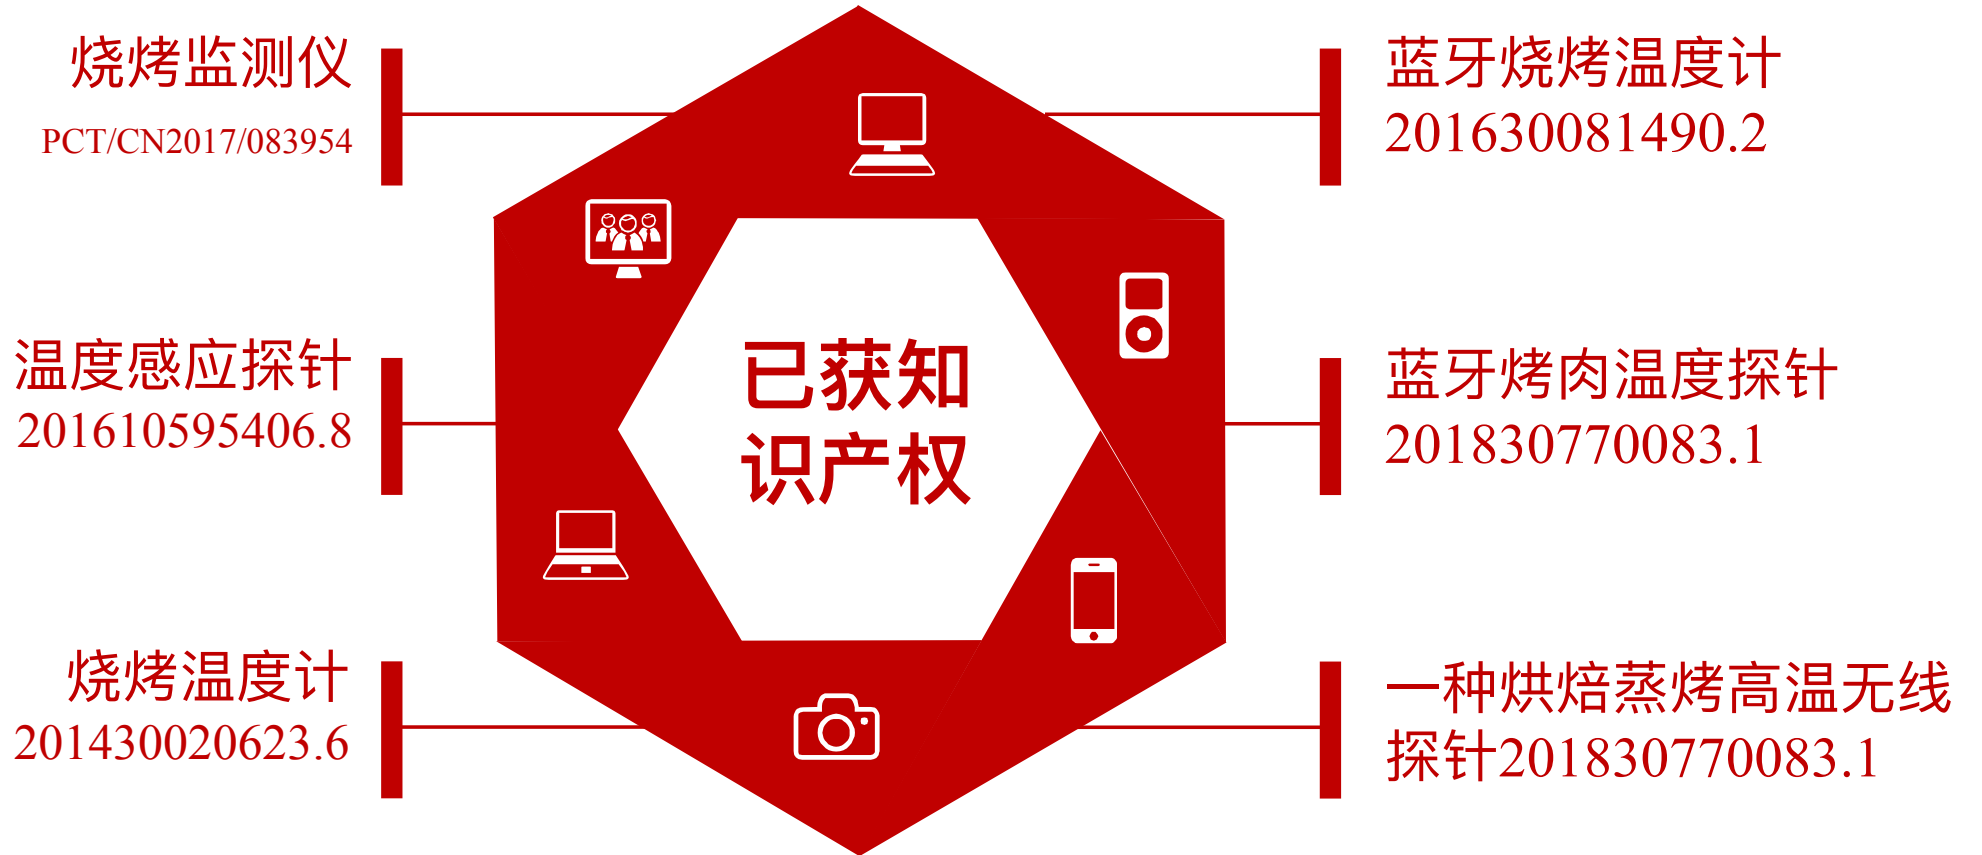 烧烤监测仪
PCT/CN2017/083954
温度感应探针
201610595406.8
烧烤温度计
201430020623.6
已获知
识产权
蓝牙烧烤温度计
201630081490.2
蓝牙烤肉温度探针
201830770083.1
一种烘焙蒸烤高温无线
探针201830770083.1